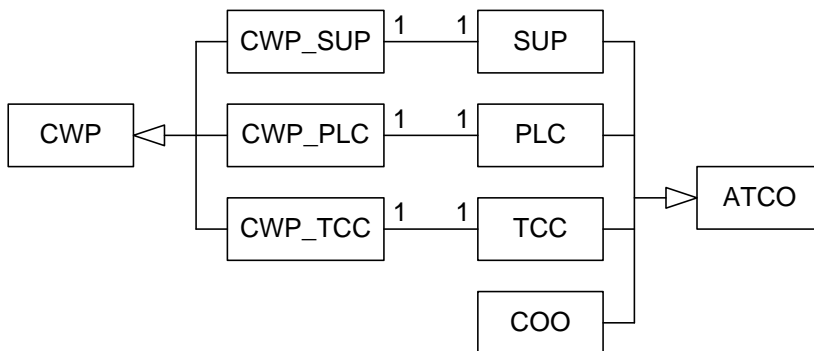 CWP_SUP 1 1 SUP
CWP CWP_PLC 1 1 PLC
ATCO
CWP_TCC 1 1 TCC
COO